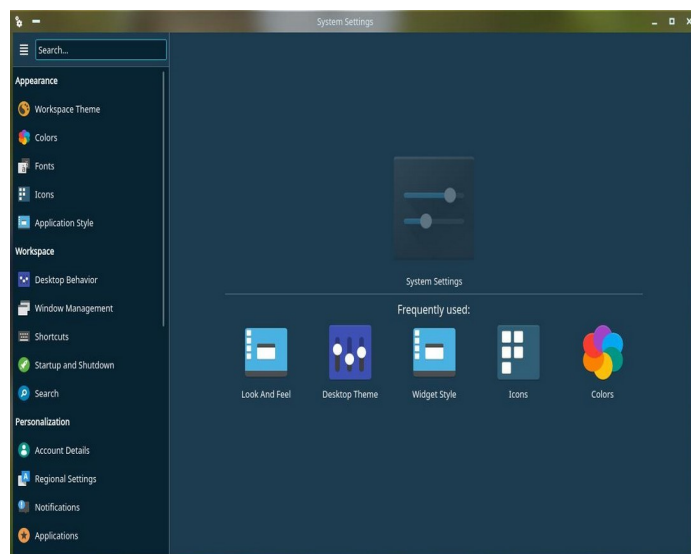 System Settings
Search...
Appearance
Workspace Theme
Colors
Fonts
Icons
Application Style
Workspace
Desktop Behavior
Window Management
Shortcuts
Startup and Shutdown
Search
Personalization
Account Details
Regional Settings
Notifications
Applications
System Settings
Frequently used:
Look And Feel
Desktop Theme
Widget Style
Icons
Colors